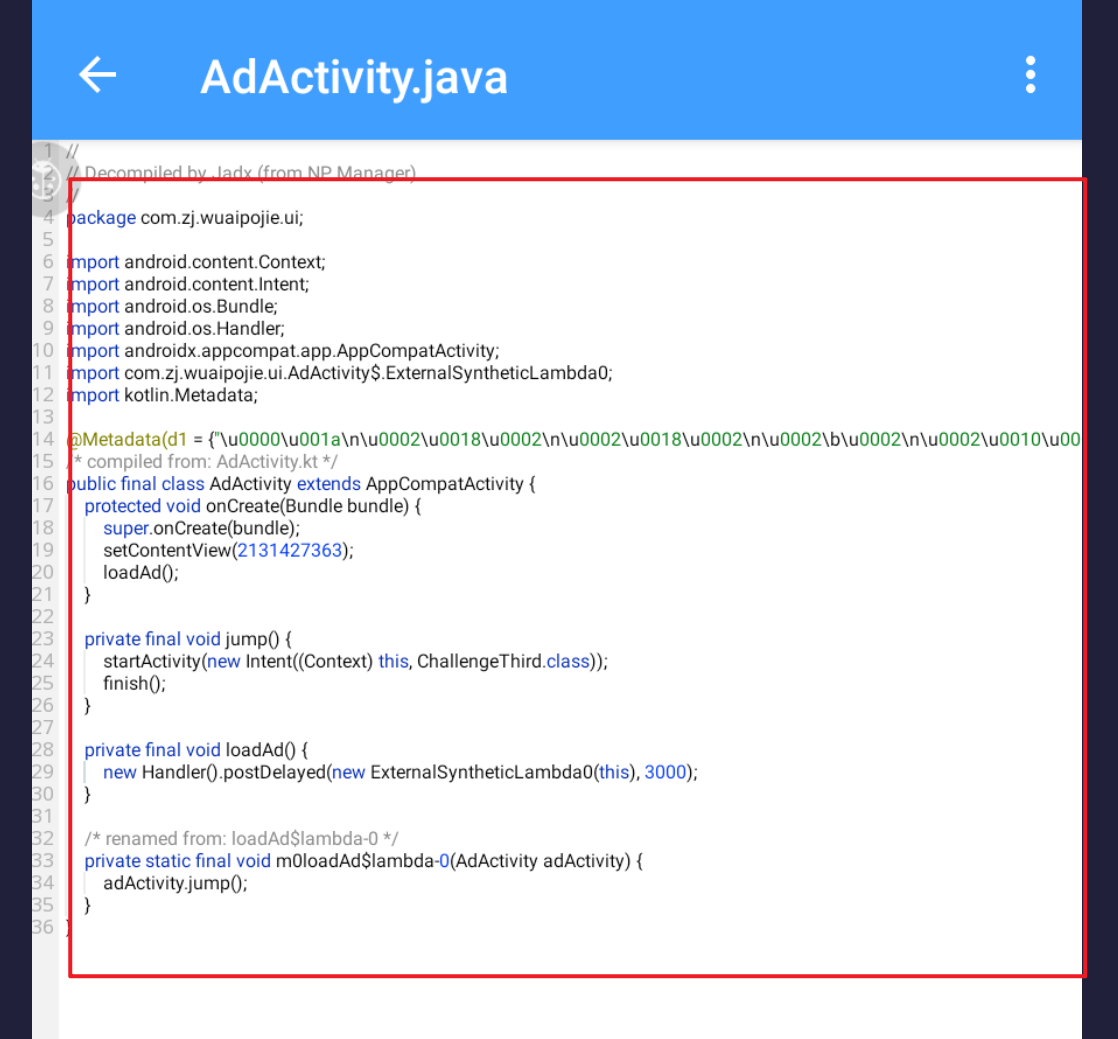 AdActivity.java
1 //
2 // Decompiled by Jadx (from NP Manager)
3 //
4 package com.zj.wuaipojie.ui;
5
6 import android.content.Context;
7 import android.content.Intent;
8 import android.os.Bundle;
9 import android.os.Handler;
10 import androidx.appcompat.app.AppCompatActivity;
11 import com.zj.wuaipojie.ui.AdActivity$.ExternalSyntheticLambda0;
12 import kotlin.Metadata;
13
14 @Metadata(d1 = {"\u0000\u001a\n\u0002\u0018\u0002\n\u0002\u0018\u0002\n\u0002\b\u0002\n\u0002\u0010\u00
15 /* compiled from: AdActivity.kt */
16 public final class AdActivity extends AppCompatActivity {
17 protected void onCreate(Bundle bundle) {
18 super.onCreate(bundle);
19 setContentView(2131427363);
20 loadAd();
21 }
22
23 private final void jump() {
24 startActivity(new Intent((Context) this, ChallengeThird.class));
25 finish();
26 }
27
28 private final void loadAd() {
29 new Handler().postDelayed(new ExternalSyntheticLambda0(this), 3000);
30 }
31
32 /* renamed from: loadAd$lambda-0 */
33 private static final void m0loadAd$lambda-0(AdActivity adActivity) {
34 adActivity.jump();
35 }
36 }